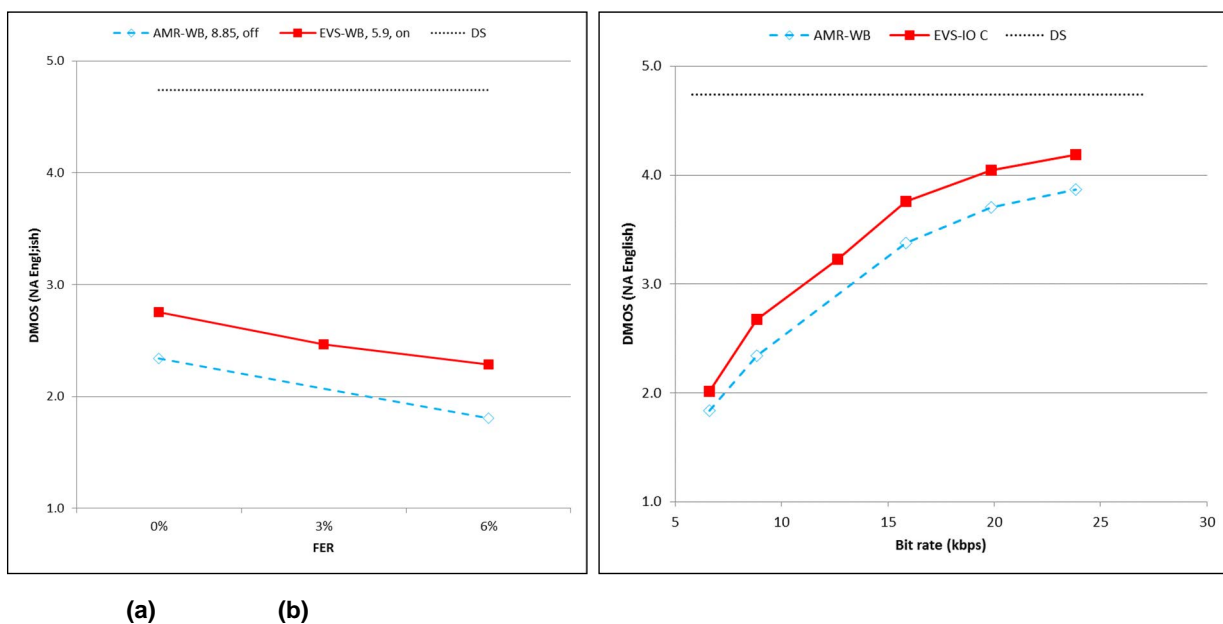 AMR-WB, 8.85, off EVS-WB, 5.9, on DS
5.0
4.0
3.0
2.0
1.0
DMOS (NA Engl;ish)
0% 3% 6%
FER
AMR-WB EVS-IO C DS
5.0
4.0
3.0
2.0
1.0
DMOS (NA English)
5 10 15 20 25 30
Bit rate (kbps)
(a) (b)